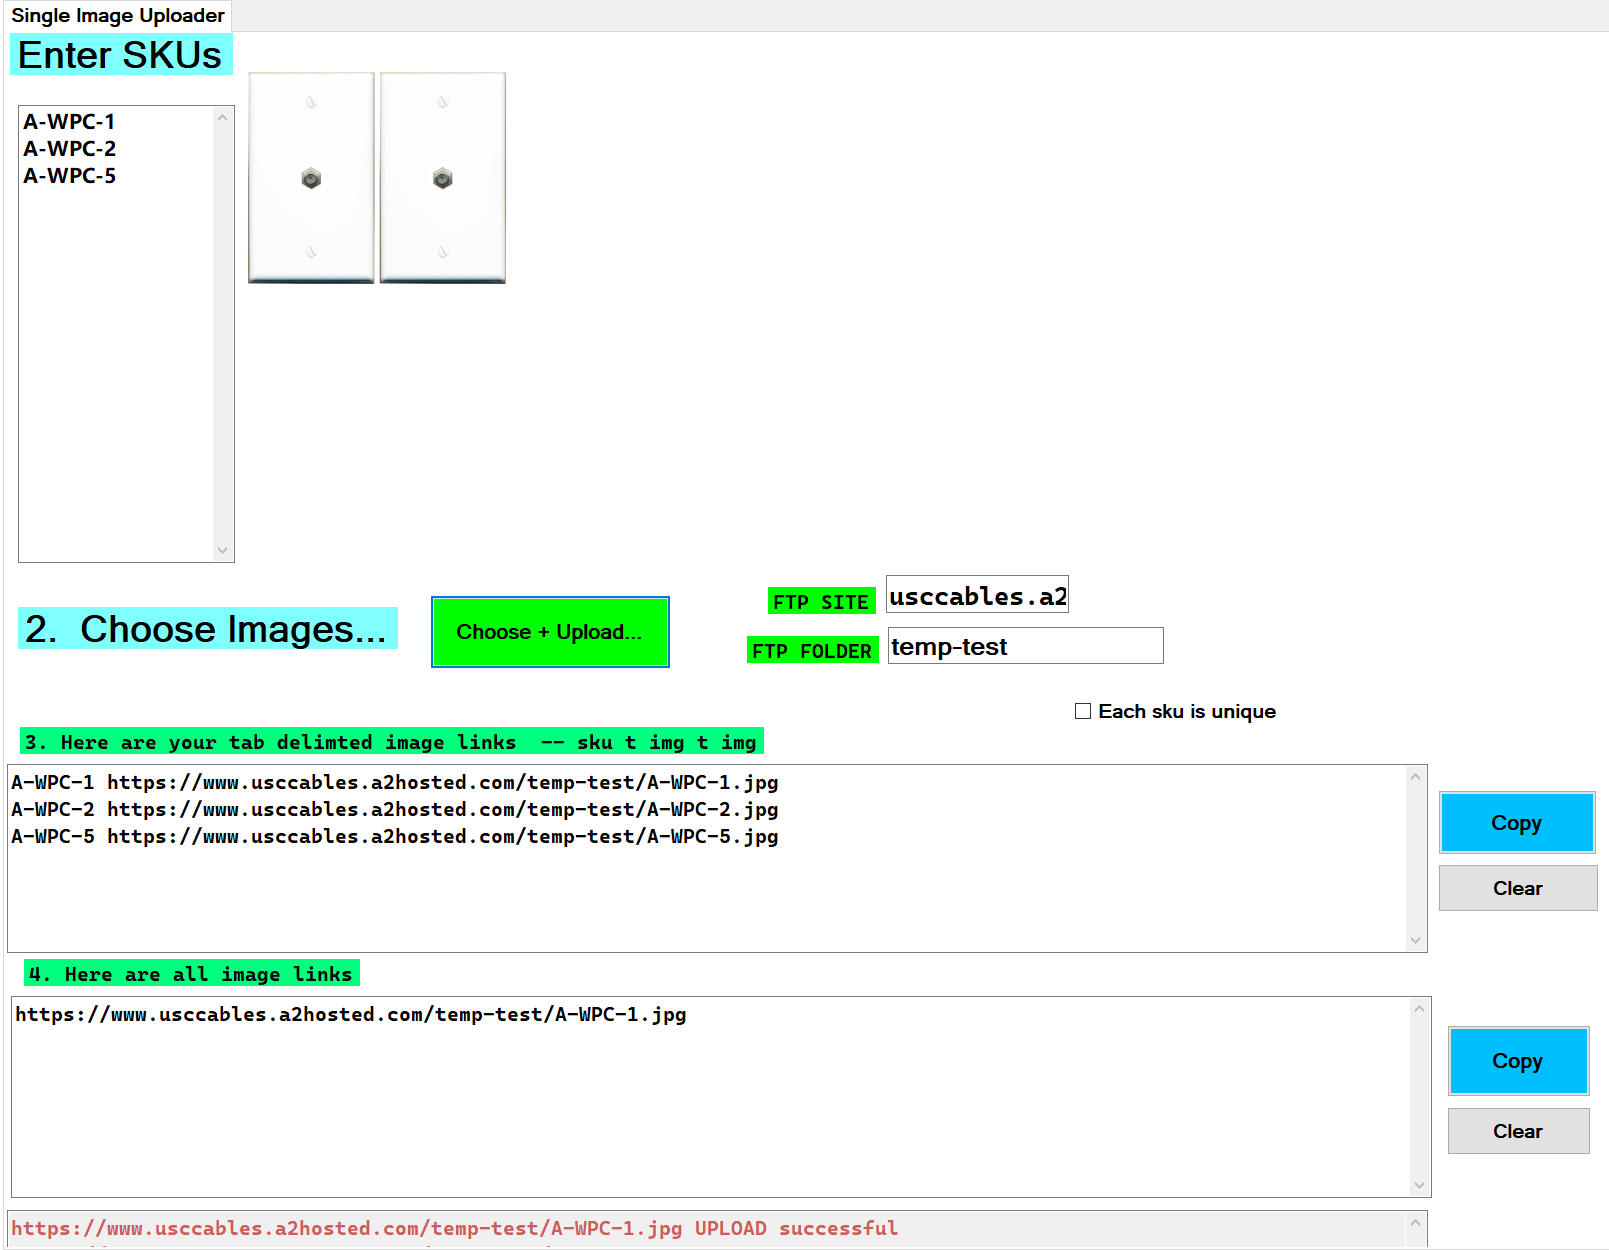 Single Image Uploader
Enter SKUs
A-WPC-1
A-WPC-2
A-WPC-5
2. Choose Images...
Choose + Upload...
FTP SITE
usccables.a2
FTP FOLDER
temp-test
Each sku is unique
3. Here are your tab delimted image links -- sku t img t img
A-WPC-1 https://www.usccables.a2hosted.com/temp-test/A-WPC-1.jpg
A-WPC-2 https://www.usccables.a2hosted.com/temp-test/A-WPC-2.jpg
A-WPC-5 https://www.usccables.a2hosted.com/temp-test/A-WPC-5.jpg
Copy
Clear
4. Here are all image links
https://www.usccables.a2hosted.com/temp-test/A-WPC-1.jpg
Copy
Clear
https://www.usccables.a2hosted.com/temp-test/A-WPC-1.jpg UPLOAD successful